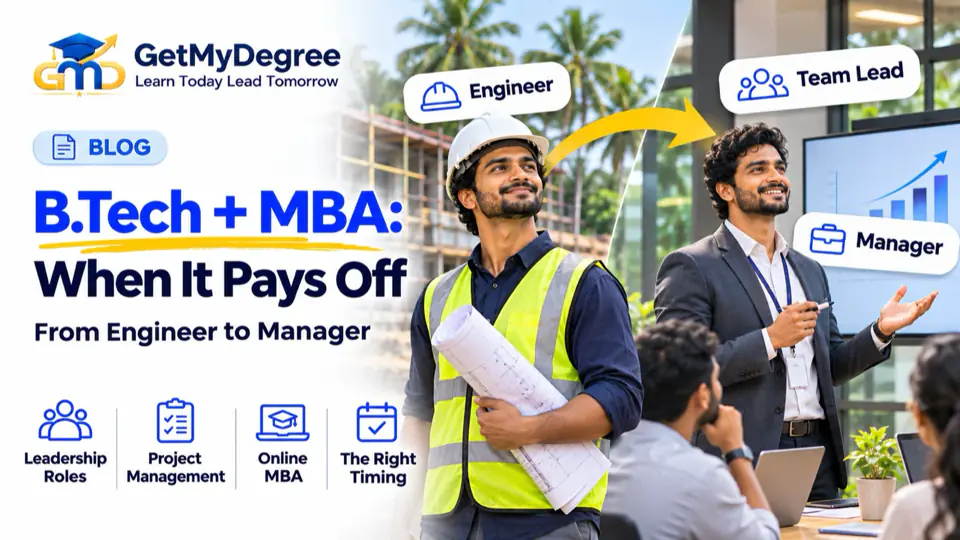 GMD
GetMyDegree
Learn Today Lead Tomorrow
BLOG
B.Tech + MBA:
When It Pays Off
From Engineer to Manager
Leadership
Roles
Project
Management
Online
MBA
The Right
Timing
Engineer
Team Lead
Manager